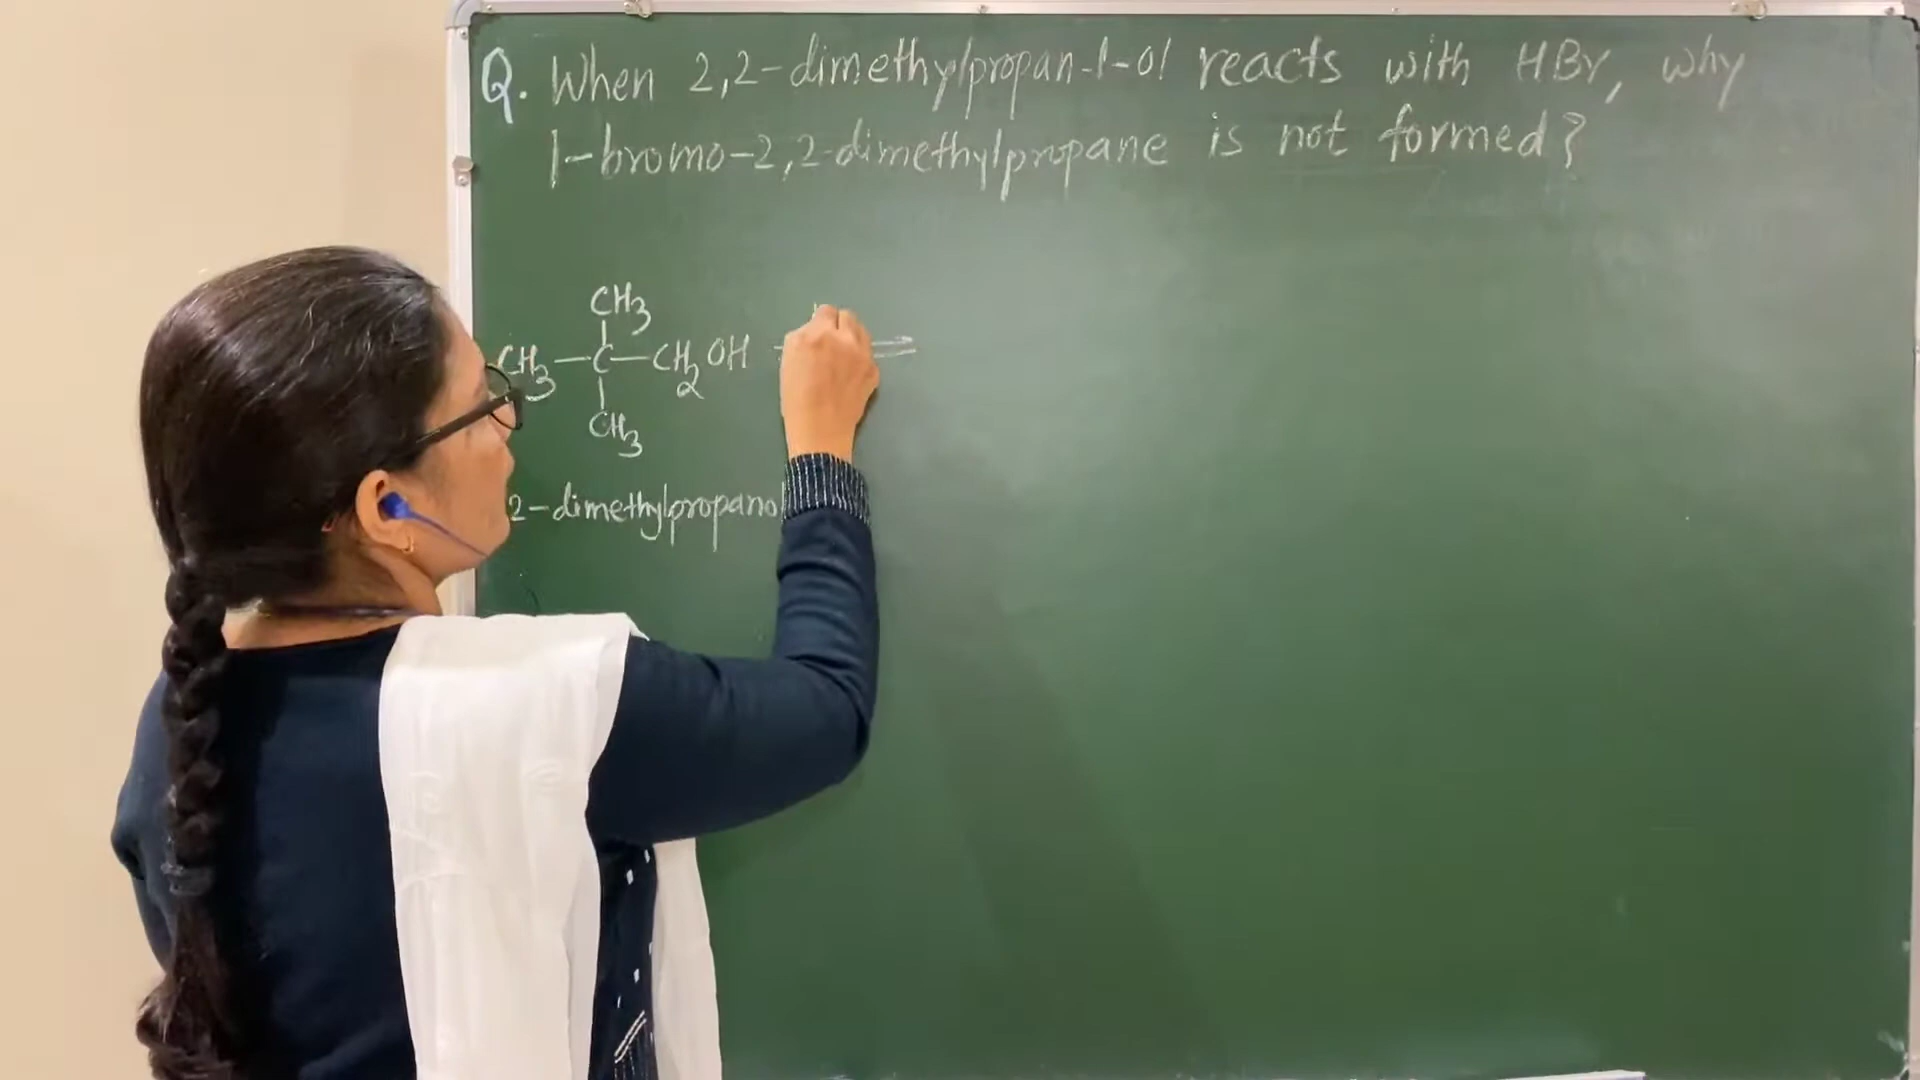 Q. When 2,2-dimethylpropan-1-ol reacts with HBr, why
1-bromo-2,2-dimethylpropane is not formed?
CH3
CH3-C-CH2OH
CH3
2-dimethylpropanol